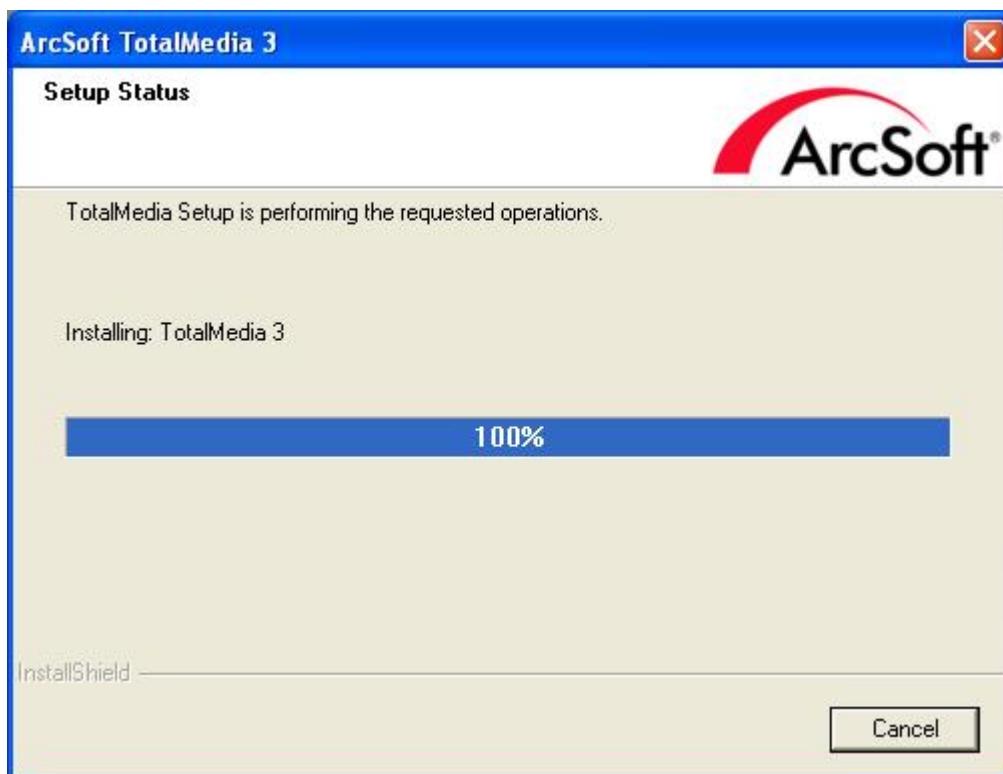 ArcSoft TotalMedia 3
Setup Status
ArcSoft®
TotalMedia Setup is performing the requested operations.
Installing: TotalMedia 3
100%
InstallShield
Cancel